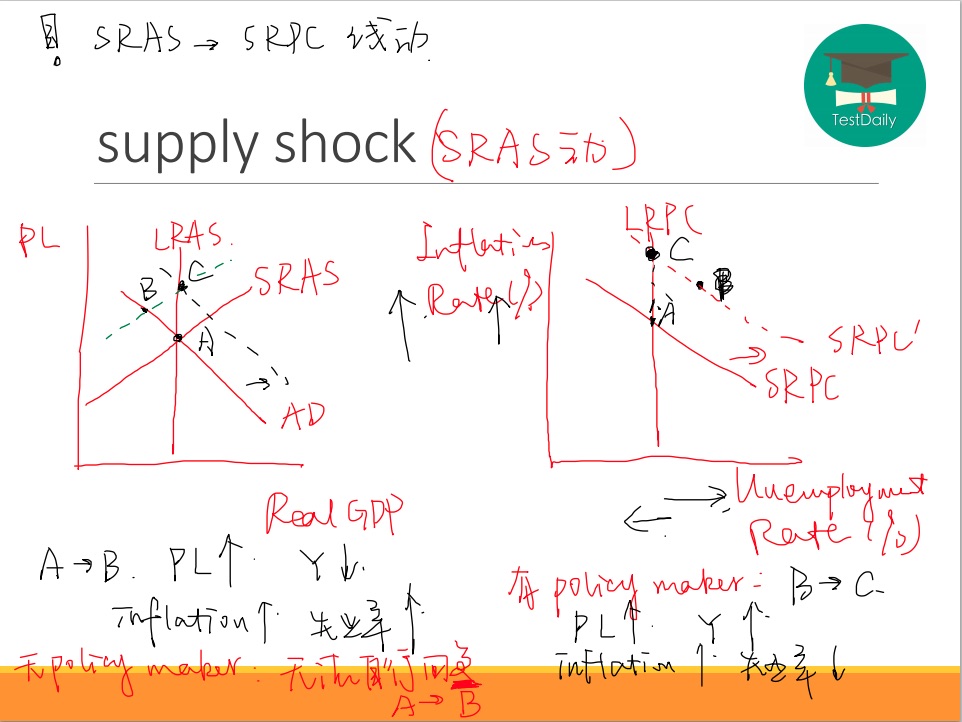 SRAS → SRPC 线动.
TestDaily
supply shock (SRAS动)
PL
LRAS.
B
C
SRAS
A
AD
Real GDP
Inflation
Rate (%)
LRPC
C
B
A
SRPC'
SRPC
Unemployment
Rate (%)
A → B. PL↑. Y↓.
inflation↑. 失业率↑.
无policy maker: 无法自行回复
A → B
有policy maker: B → C.
PL↑. Y↑.
inflation↑. 失业率↓